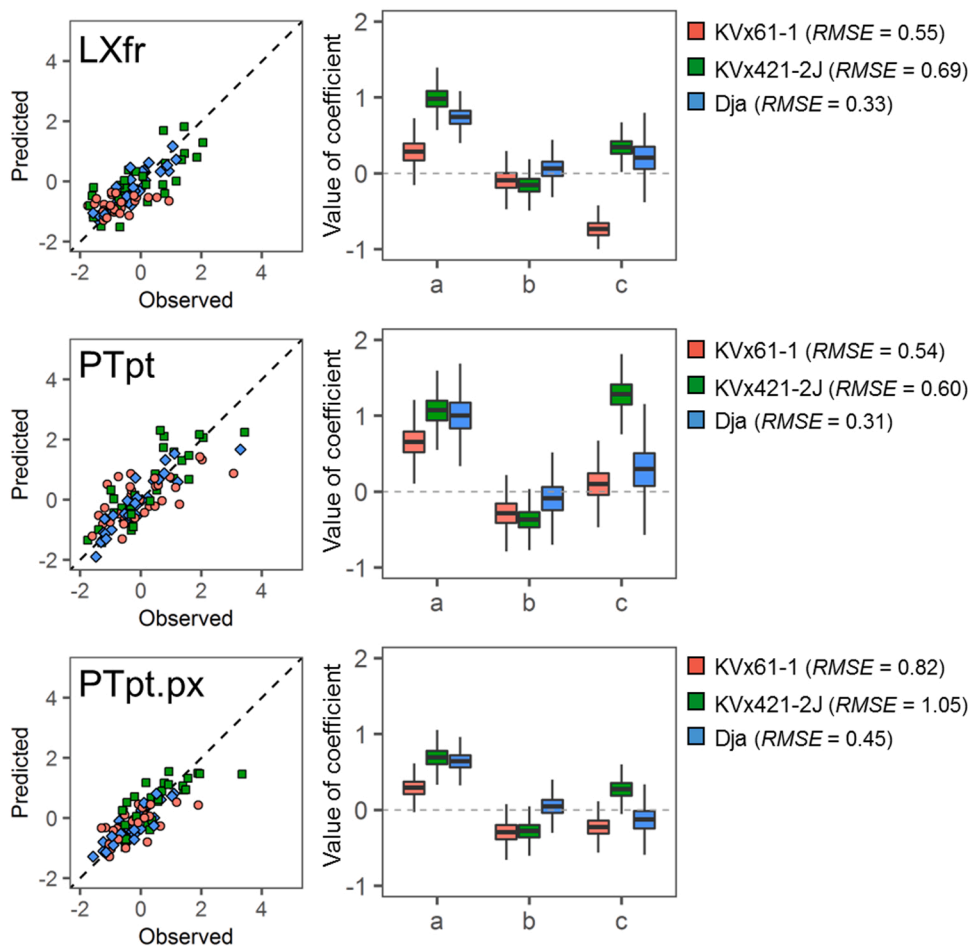 LXfr
Predicted
4
2
0
-2
-2 0 2 4
Observed
Value of coefficient
2
1
0
-1
a b c
KVx61-1 (RMSE = 0.55)
KVx421-2J (RMSE = 0.69)
Dja (RMSE = 0.33)
PTpt
Predicted
4
2
0
-2
-2 0 2 4
Observed
Value of coefficient
2
1
0
-1
a b c
KVx61-1 (RMSE = 0.54)
KVx421-2J (RMSE = 0.60)
Dja (RMSE = 0.31)
PTpt.px
Predicted
4
2
0
-2
-2 0 2 4
Observed
Value of coefficient
2
1
0
-1
a b c
KVx61-1 (RMSE = 0.82)
KVx421-2J (RMSE = 1.05)
Dja (RMSE = 0.45)